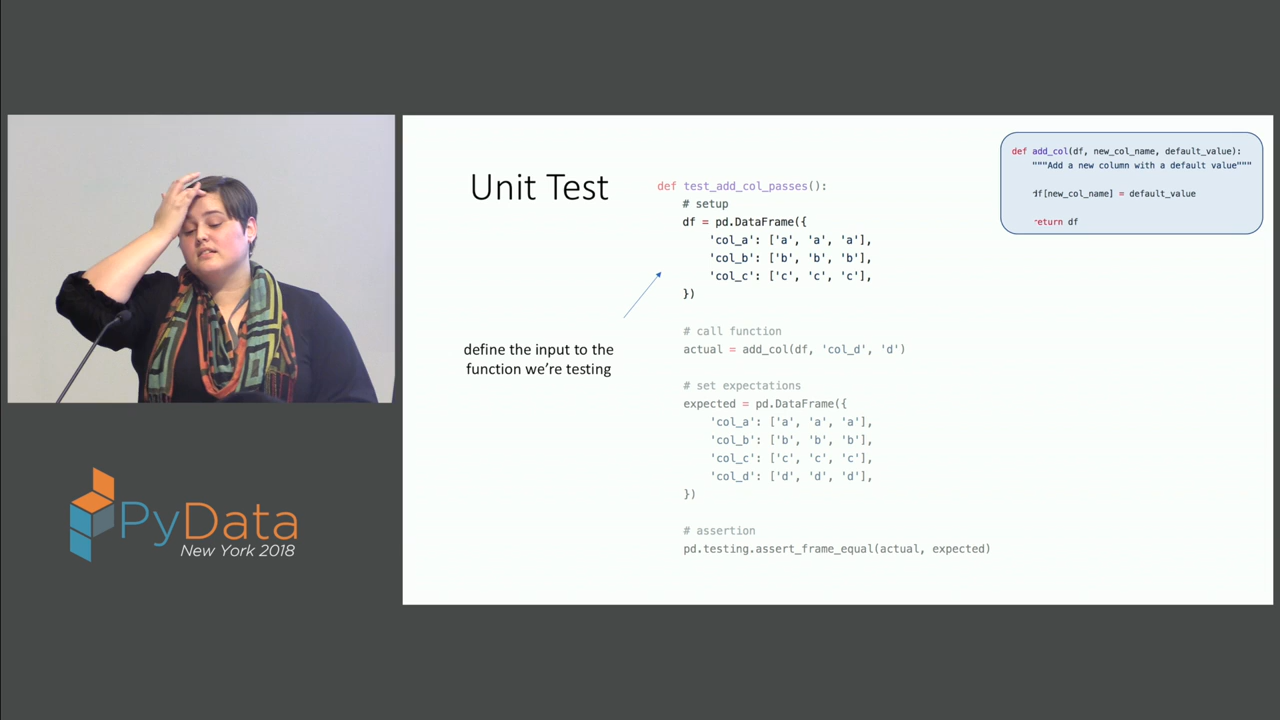 Unit Test
define the input to the
function we're testing
def test_add_col_passes():
# setup
df = pd.DataFrame({
'col_a': ['a', 'a', 'a'],
'col_b': ['b', 'b', 'b'],
'col_c': ['c', 'c', 'c'],
})
# call function
actual = add_col(df, 'col_d', 'd')
# set expectations
expected = pd.DataFrame({
'col_a': ['a', 'a', 'a'],
'col_b': ['b', 'b', 'b'],
'col_c': ['c', 'c', 'c'],
'col_d': ['d', 'd', 'd'],
})
# assertion
pd.testing.assert_frame_equal(actual, expected)
def add_col(df, new_col_name, default_value):
"""Add a new column with a default value"""
df[new_col_name] = default_value
return df
PyData
New York 2018